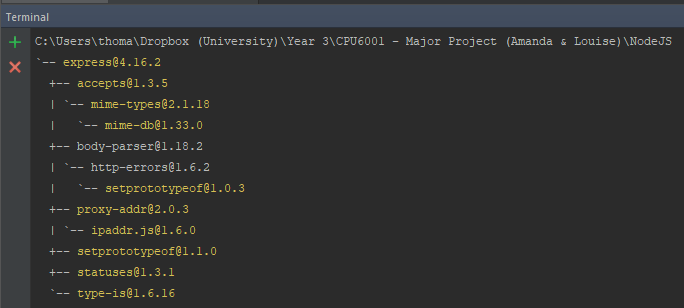 Terminal
C:\Users\thoma\Dropbox (University)\Year 3\CPU6001 - Major Project (Amanda & Louise)\NodeJS
`-- express@4.16.2
  +-- accepts@1.3.5
  | `-- mime-types@2.1.18
  |   `-- mime-db@1.33.0
  +-- body-parser@1.18.2
  | `-- http-errors@1.6.2
  |   `-- setprototypeof@1.0.3
  +-- proxy-addr@2.0.3
  | `-- ipaddr.js@1.6.0
  +-- setprototypeof@1.1.0
  +-- statuses@1.3.1
  `-- type-is@1.6.16